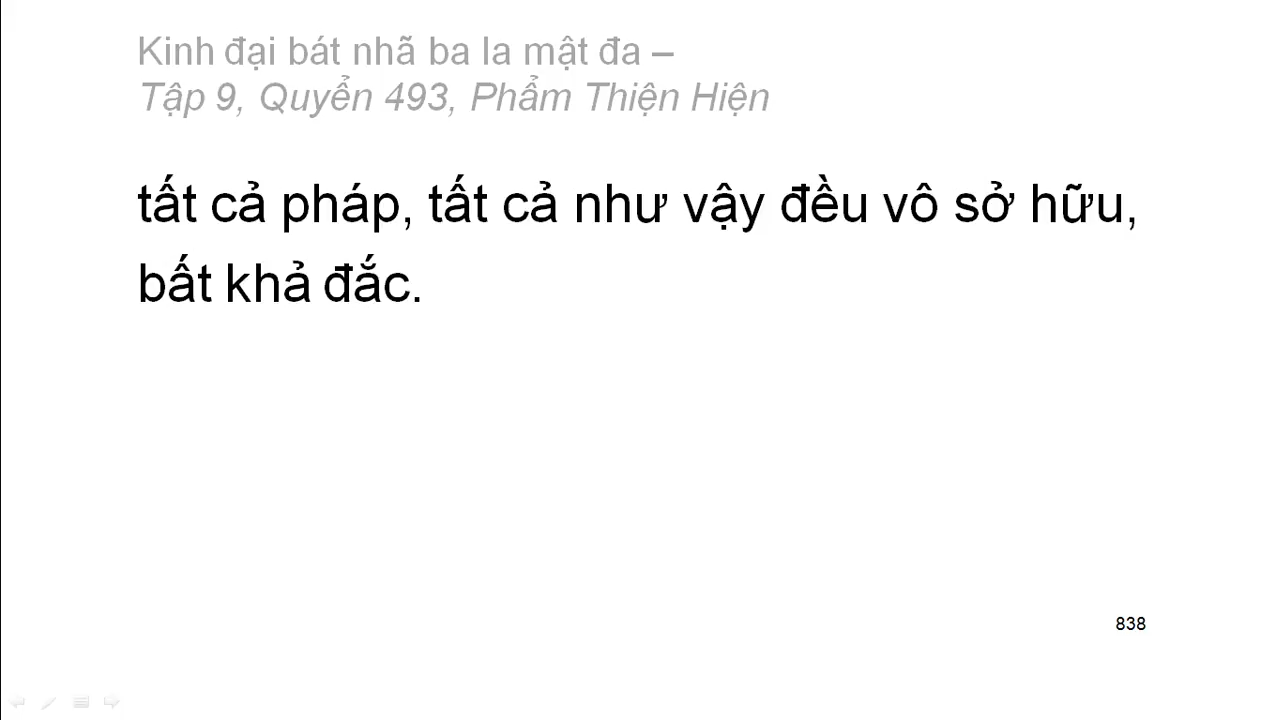 Kinh đại bát nhã ba la mật đa –
Tập 9, Quyển 493, Phẩm Thiện Hiện
tất cả pháp, tất cả như vậy đều vô sở hữu,
bất khả đắc.
838